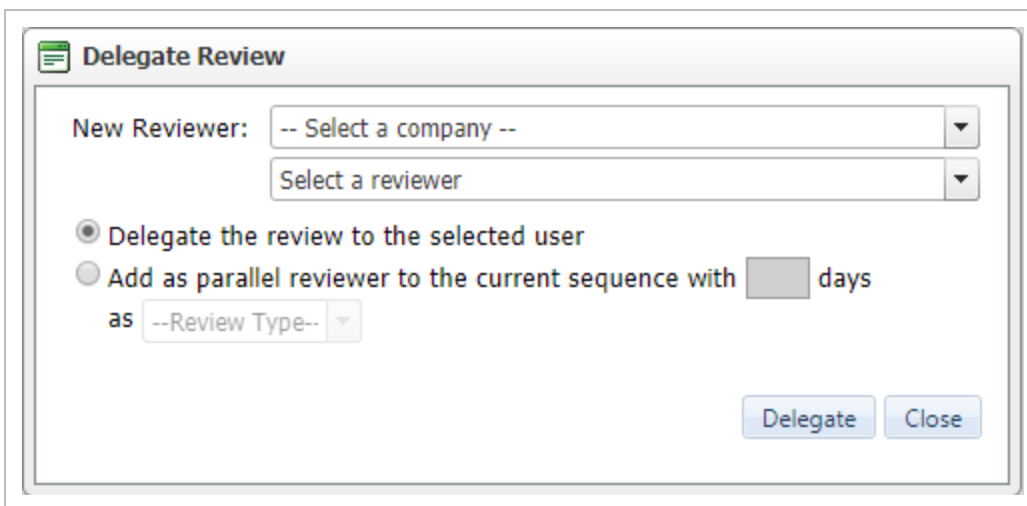 Delegate Review
New Reviewer: -- Select a company --
Select a reviewer
Delegate the review to the selected user
Add as parallel reviewer to the current sequence with days
as --Review Type--
Delegate Close